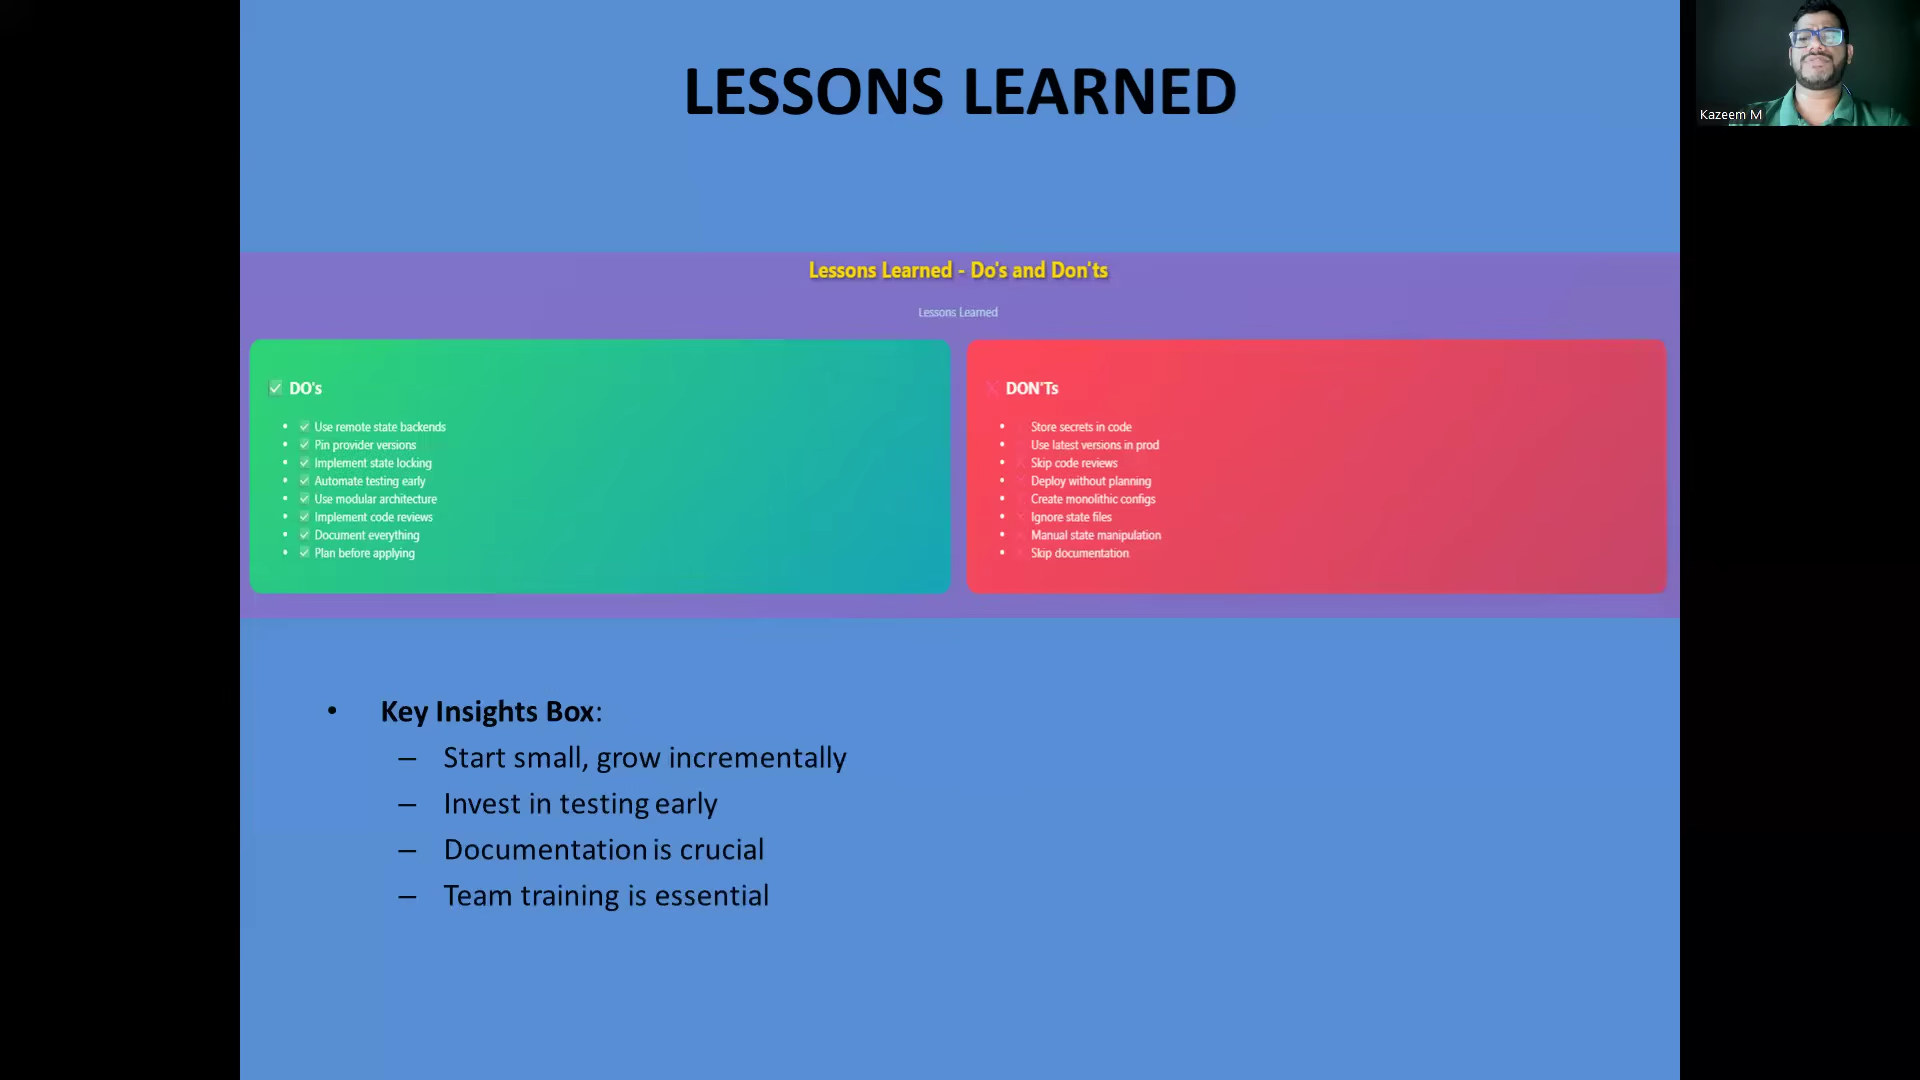 LESSONS LEARNED
Kazeem M
Lessons Learned - Do's and Don'ts
Lessons Learned
✅ DO's
• ✅ Use remote state backends
• ✅ Pin provider versions
• ✅ Implement state locking
• ✅ Automate testing early
• ✅ Use modular architecture
• ✅ Implement code reviews
• ✅ Document everything
• ✅ Plan before applying
❌ DON'Ts
• ❌ Store secrets in code
• ❌ Use latest versions in prod
• ❌ Skip code reviews
• ❌ Deploy without planning
• ❌ Create monolithic configs
• ❌ Ignore state files
• ❌ Manual state manipulation
• ❌ Skip documentation
• Key Insights Box:
– Start small, grow incrementally
– Invest in testing early
– Documentation is crucial
– Team training is essential